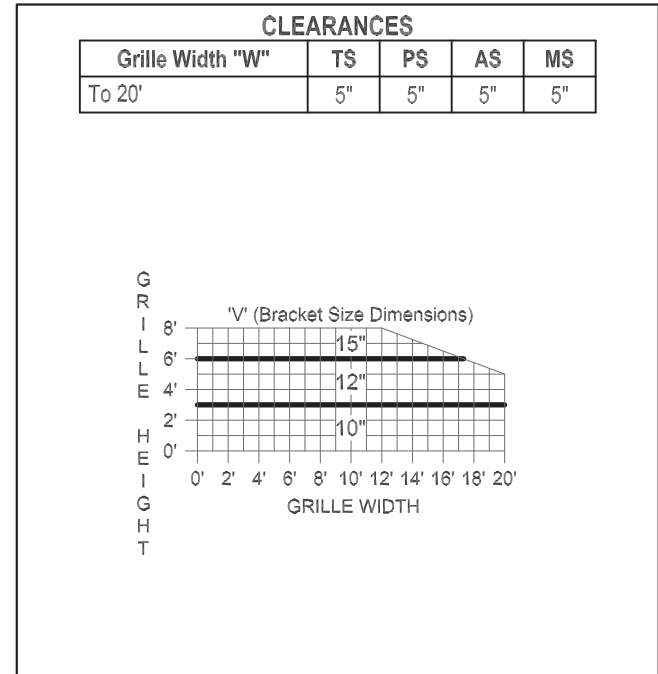 CLEARANCES
Grille Width "W" TS PS AS MS
To 20' 5" 5" 5" 5"
GRILLE HEIGHT
'V' (Bracket Size Dimensions)
8'
15"
6'
12"
4'
2'
10"
0'
0' 2' 4' 6' 8' 10' 12' 14' 16' 18' 20'
GRILLE WIDTH